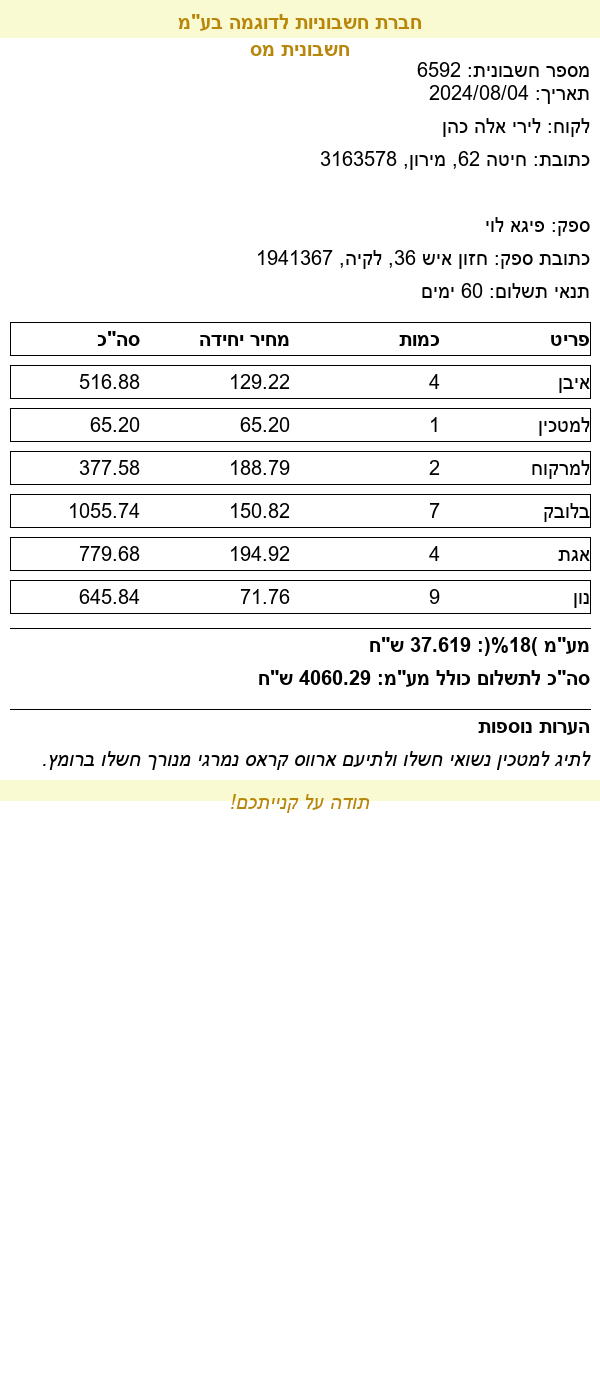 חברת חשבוניות לדוגמה בע"מ
חשבונית מס
מספר חשבונית: 6592
תאריך: 2024/08/04
לקוח: לירי אלה כהן
כתובת: חיטה 62, מירון, 3163578
ספק: פיגא לוי
כתובת ספק: חזון איש 36, לקיה, 1941367
תנאי תשלום: 60 ימים
פריט כמות מחיר יחידה סה"כ
איבן 4 129.22 516.88
למטכין 1 65.20 65.20
למרקוח 2 188.79 377.58
בלובק 7 150.82 1055.74
אגת 4 194.92 779.68
נון 9 71.76 645.84
מע"מ )18%(: 37.619 ש"ח
סה"כ לתשלום כולל מע"מ: 4060.29 ש"ח
הערות נוספות
לתיג למטכין נשואי חשלו ולתיעם ארווס קראס נמרגי מנורך חשלו ברומץ.
תודה על קנייתכם!